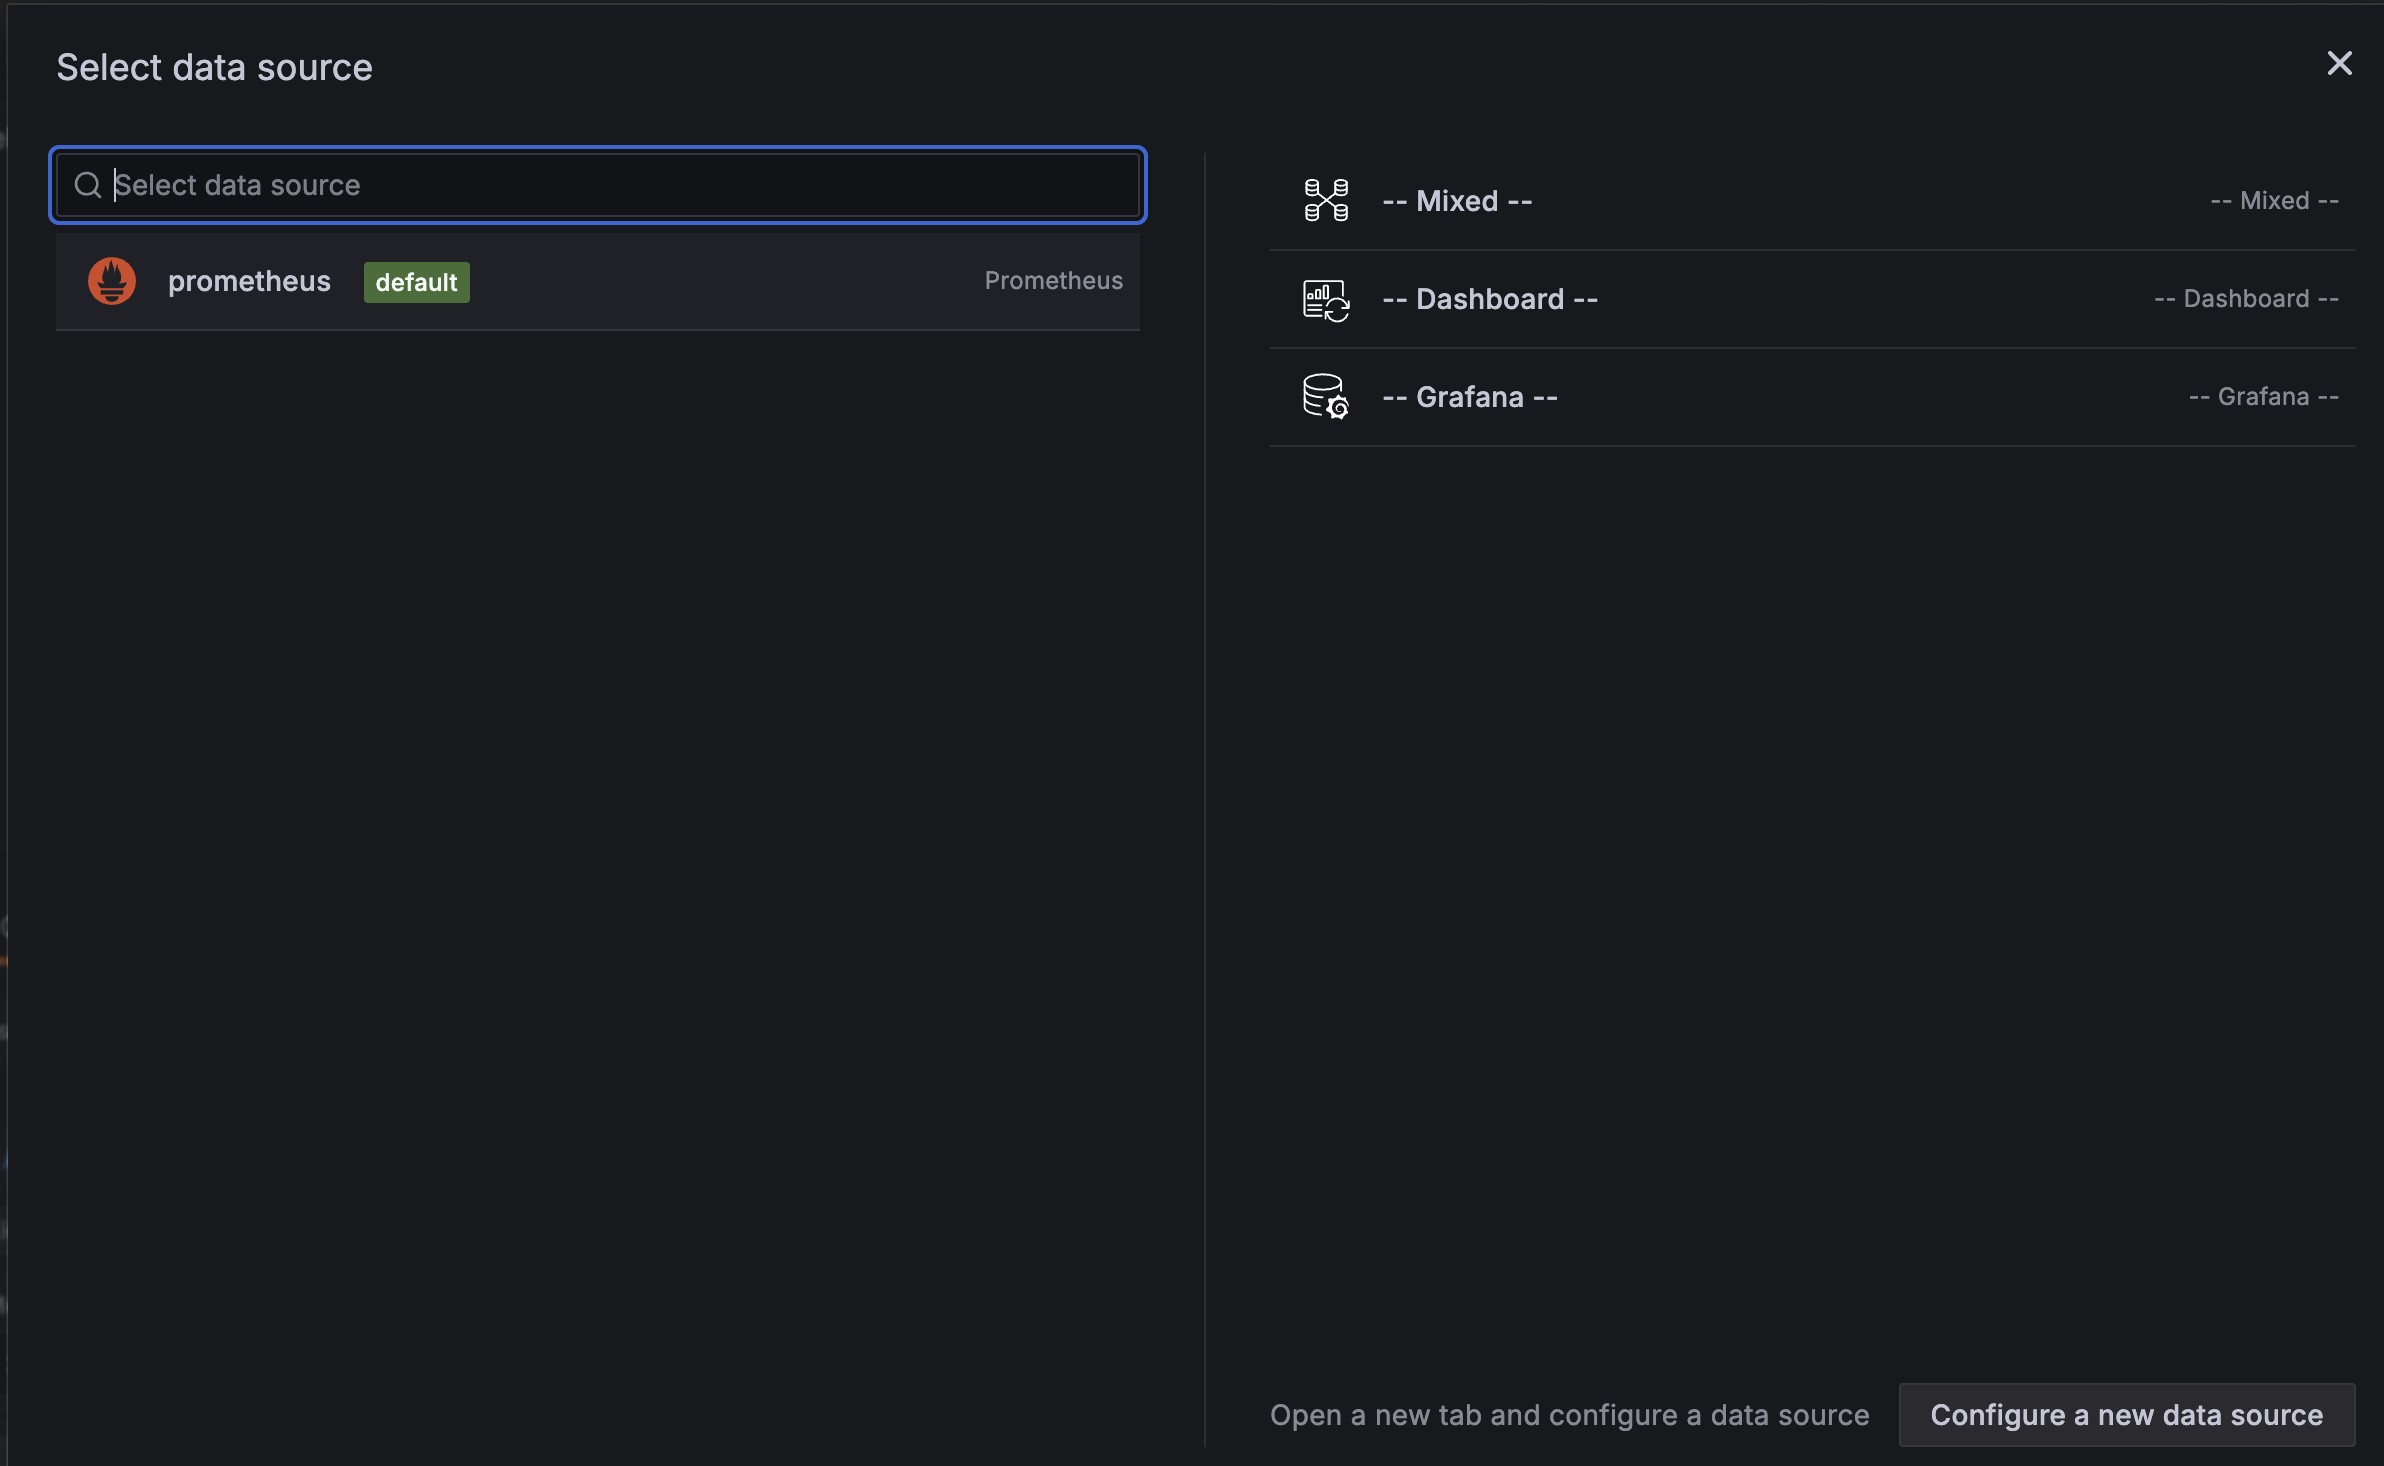 Select data source
Select data source
prometheus default Prometheus
-- Mixed -- -- Mixed --
-- Dashboard -- -- Dashboard --
-- Grafana -- -- Grafana --
Open a new tab and configure a data source Configure a new data source